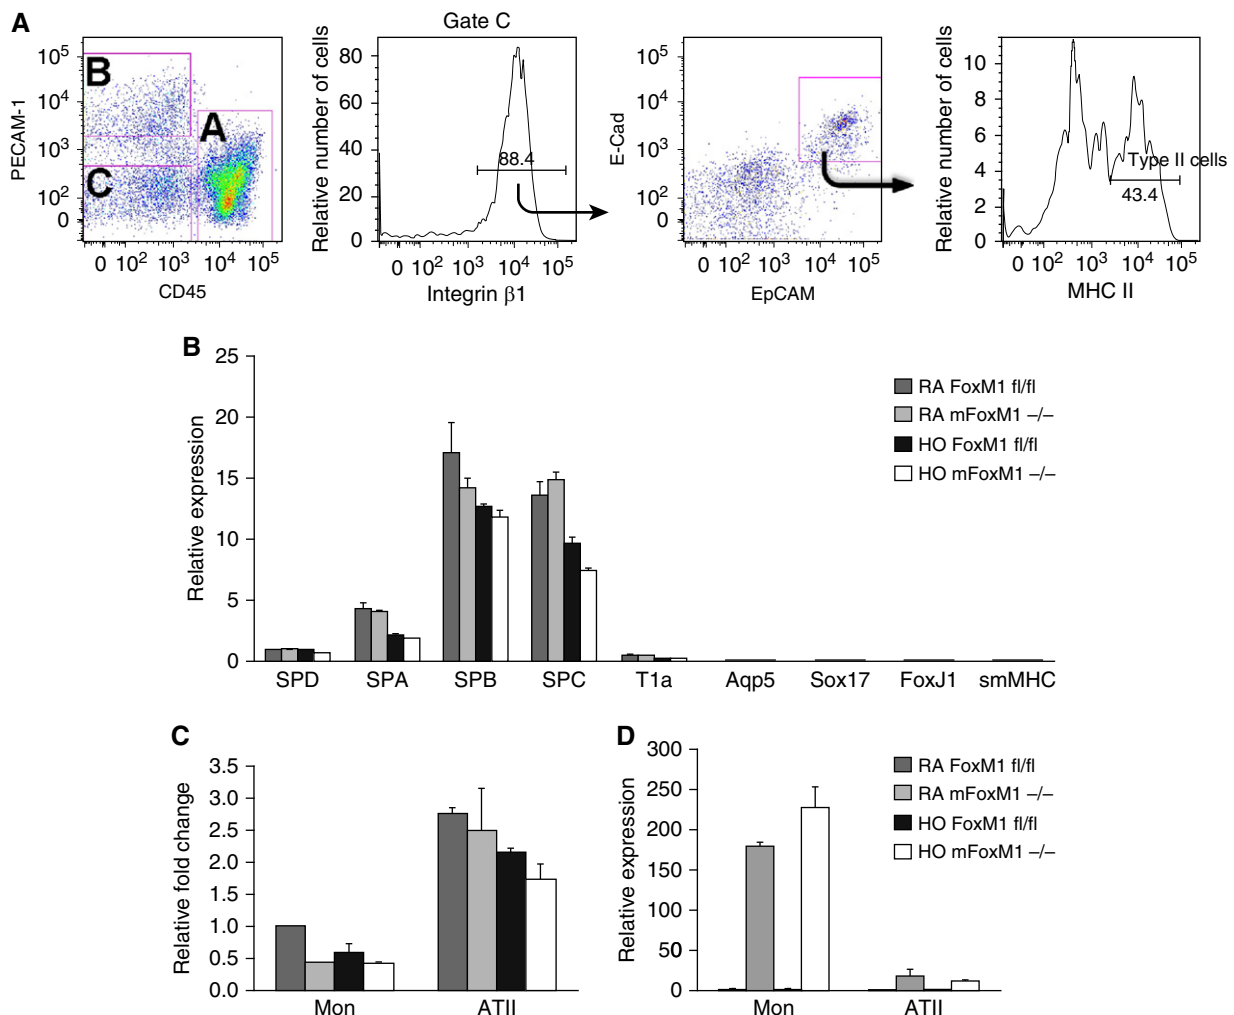 A
Gate C
PECAM-1
10⁵
10⁴
10³
10²
0
B
A
C
0 10² 10³ 10⁴ 10⁵
CD45
Relative number of cells
80
60
40
20
0
88.4
0 10² 10³ 10⁴ 10⁵
Integrin β1
E-Cad
10⁵
10⁴
10³
10²
0
0 10² 10³ 10⁴ 10⁵
EpCAM
Relative number of cells
10
8
6
4
2
0
Type II cells
43.4
0 10² 10³ 10⁴ 10⁵
MHC II
B
Relative expression
25
20
15
10
5
0
SPD SPA SPB SPC T1a Aqp5 Sox17 FoxJ1 smMHC
RA FoxM1 fl/fl
RA mFoxM1 –/–
HO FoxM1 fl/fl
HO mFoxM1 –/–
C
Relative fold change
3.5
3.0
2.5
2.0
1.5
1.0
0.5
0.0
Mon ATII
D
Relative expression
300
250
200
150
100
50
0
Mon ATII
RA FoxM1 fl/fl
RA mFoxM1 –/–
HO FoxM1 fl/fl
HO mFoxM1 –/–